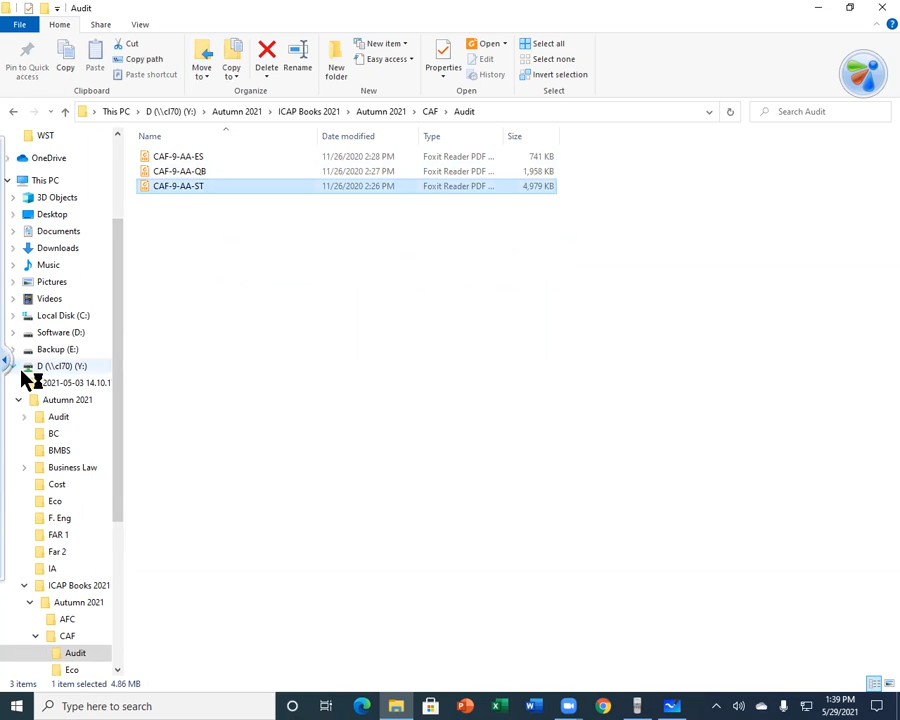 Audit
File Home Share View
Pin to Quick access
Copy
Paste
Cut
Copy path
Paste shortcut
Clipboard
Move to
Copy to
Delete
Rename
Organize
New folder
New item
Easy access
New
Properties
Open
Edit
History
Open
Select all
Select none
Invert selection
Select
This PC > D (\\cl70) (Y:) > Autumn 2021 > ICAP Books 2021 > Autumn 2021 > CAF > Audit
Search Audit
Name Date modified Type Size
CAF-9-AA-ES 11/26/2020 2:28 PM Foxit Reader PDF ... 741 KB
CAF-9-AA-QB 11/26/2020 2:27 PM Foxit Reader PDF ... 1,958 KB
CAF-9-AA-ST 11/26/2020 2:26 PM Foxit Reader PDF ... 4,979 KB
WST
OneDrive
This PC
3D Objects
Desktop
Documents
Downloads
Music
Pictures
Videos
Local Disk (C:)
Software (D:)
Backup (E:)
D (\\cl70) (Y:)
2021-05-03 14.10.1
Autumn 2021
Audit
BC
BMBS
Business Law
Cost
Eco
F. Eng
FAR 1
Far 2
IA
ICAP Books 2021
Autumn 2021
AFC
CAF
Audit
Eco
3 items 1 item selected 4.86 MB
Type here to search
1:39 PM
5/29/2021